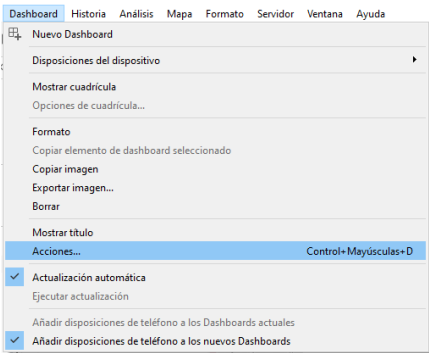 Dashboard Historia Análisis Mapa Formato Servidor Ventana Ayuda
Nuevo Dashboard
Disposiciones del dispositivo
Mostrar cuadrícula
Opciones de cuadrícula...
Formato
Copiar elemento de dashboard seleccionado
Copiar imagen
Exportar imagen...
Borrar
Mostrar título
Acciones... Control+Mayúsculas+D
Actualización automática
Ejecutar actualización
Añadir disposiciones de teléfono a los Dashboards actuales
Añadir disposiciones de teléfono a los nuevos Dashboards